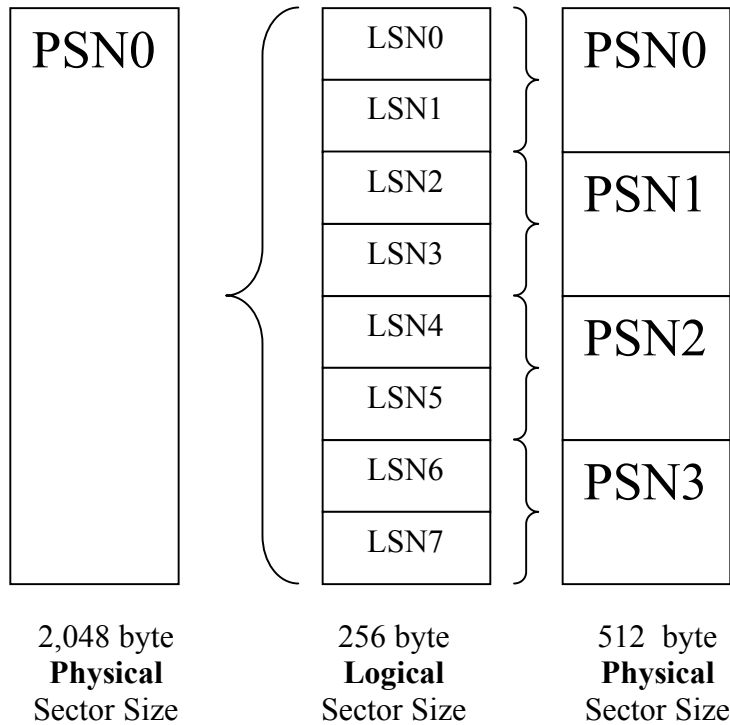 PSN0
LSN0
LSN1
LSN2
LSN3
LSN4
LSN5
LSN6
LSN7
PSN0
PSN1
PSN2
PSN3
2,048 byte
Physical
Sector Size
256 byte
Logical
Sector Size
512 byte
Physical
Sector Size